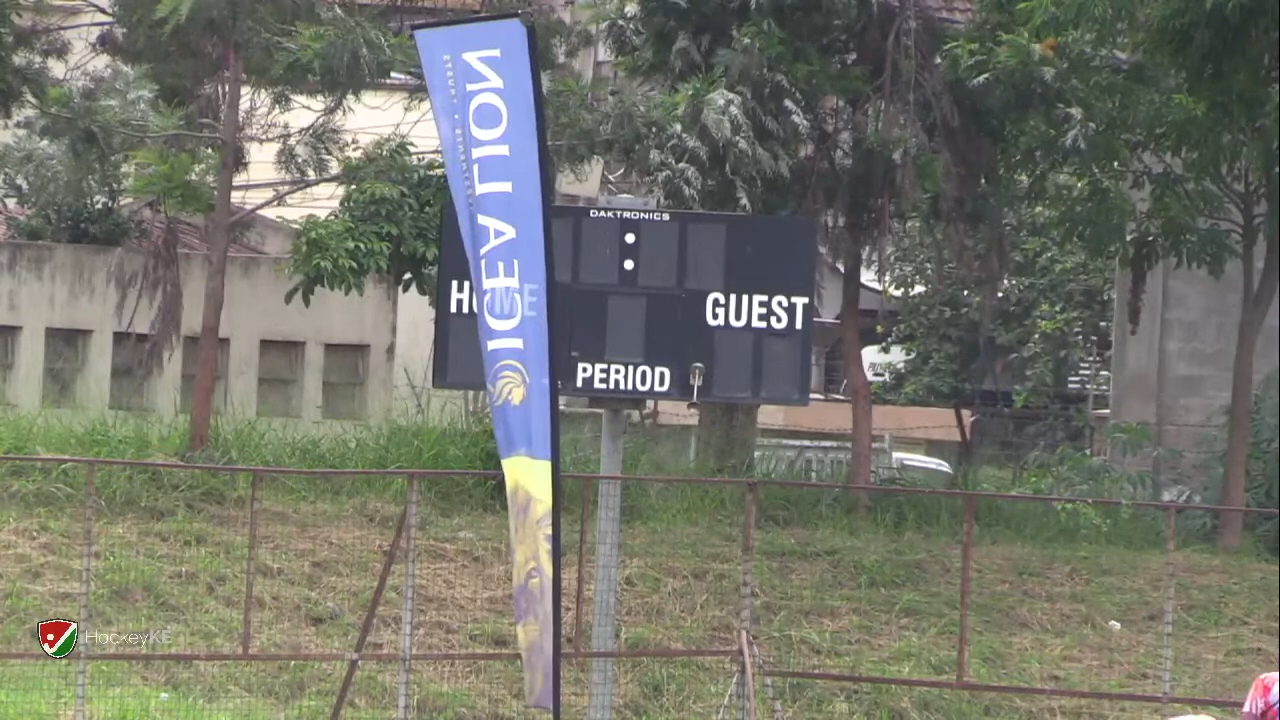 ICEA LION
DAKTRONICS
HOME
GUEST
PERIOD
HockeyKE